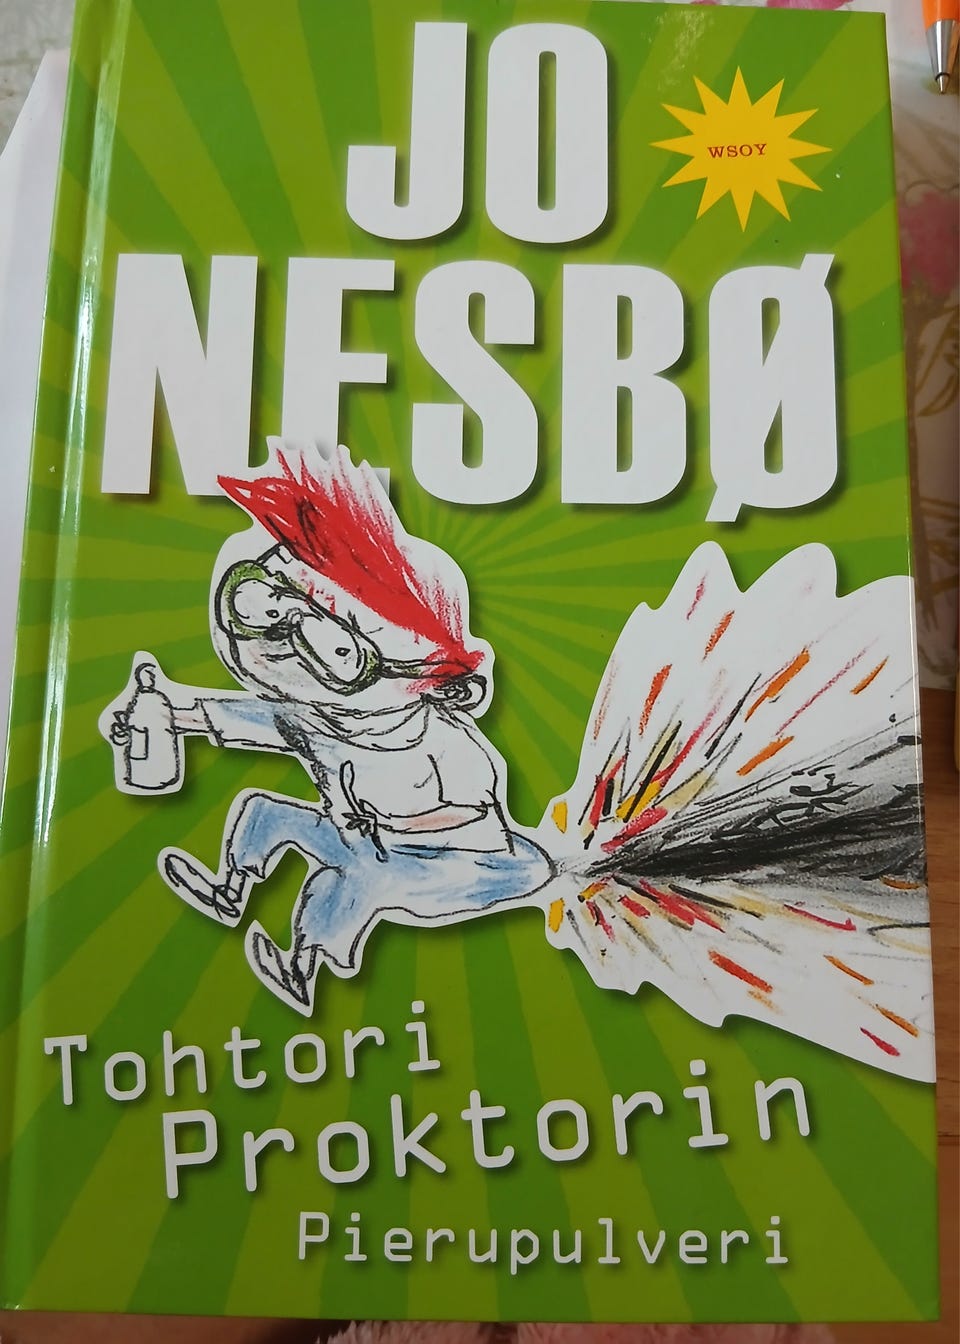 JO
WSOY
NESBØ
Tohtori
Proktorin
Pierupulveri